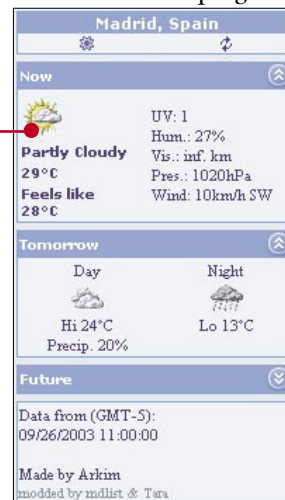 Madrid, Spain
Now
Partly Cloudy
29°C
Feels like
28°C
UV: 1
Hum.: 27%
Vis.: inf. km
Pres.: 1020hPa
Wind: 10km/h SW
Tomorrow
Day
Night
Hi 24°C
Lo 13°C
Precip. 20%
Future
Data from (GMT-5):
09/26/2003 11:00:00
Made by Arkim
modded by mdlist & Tara